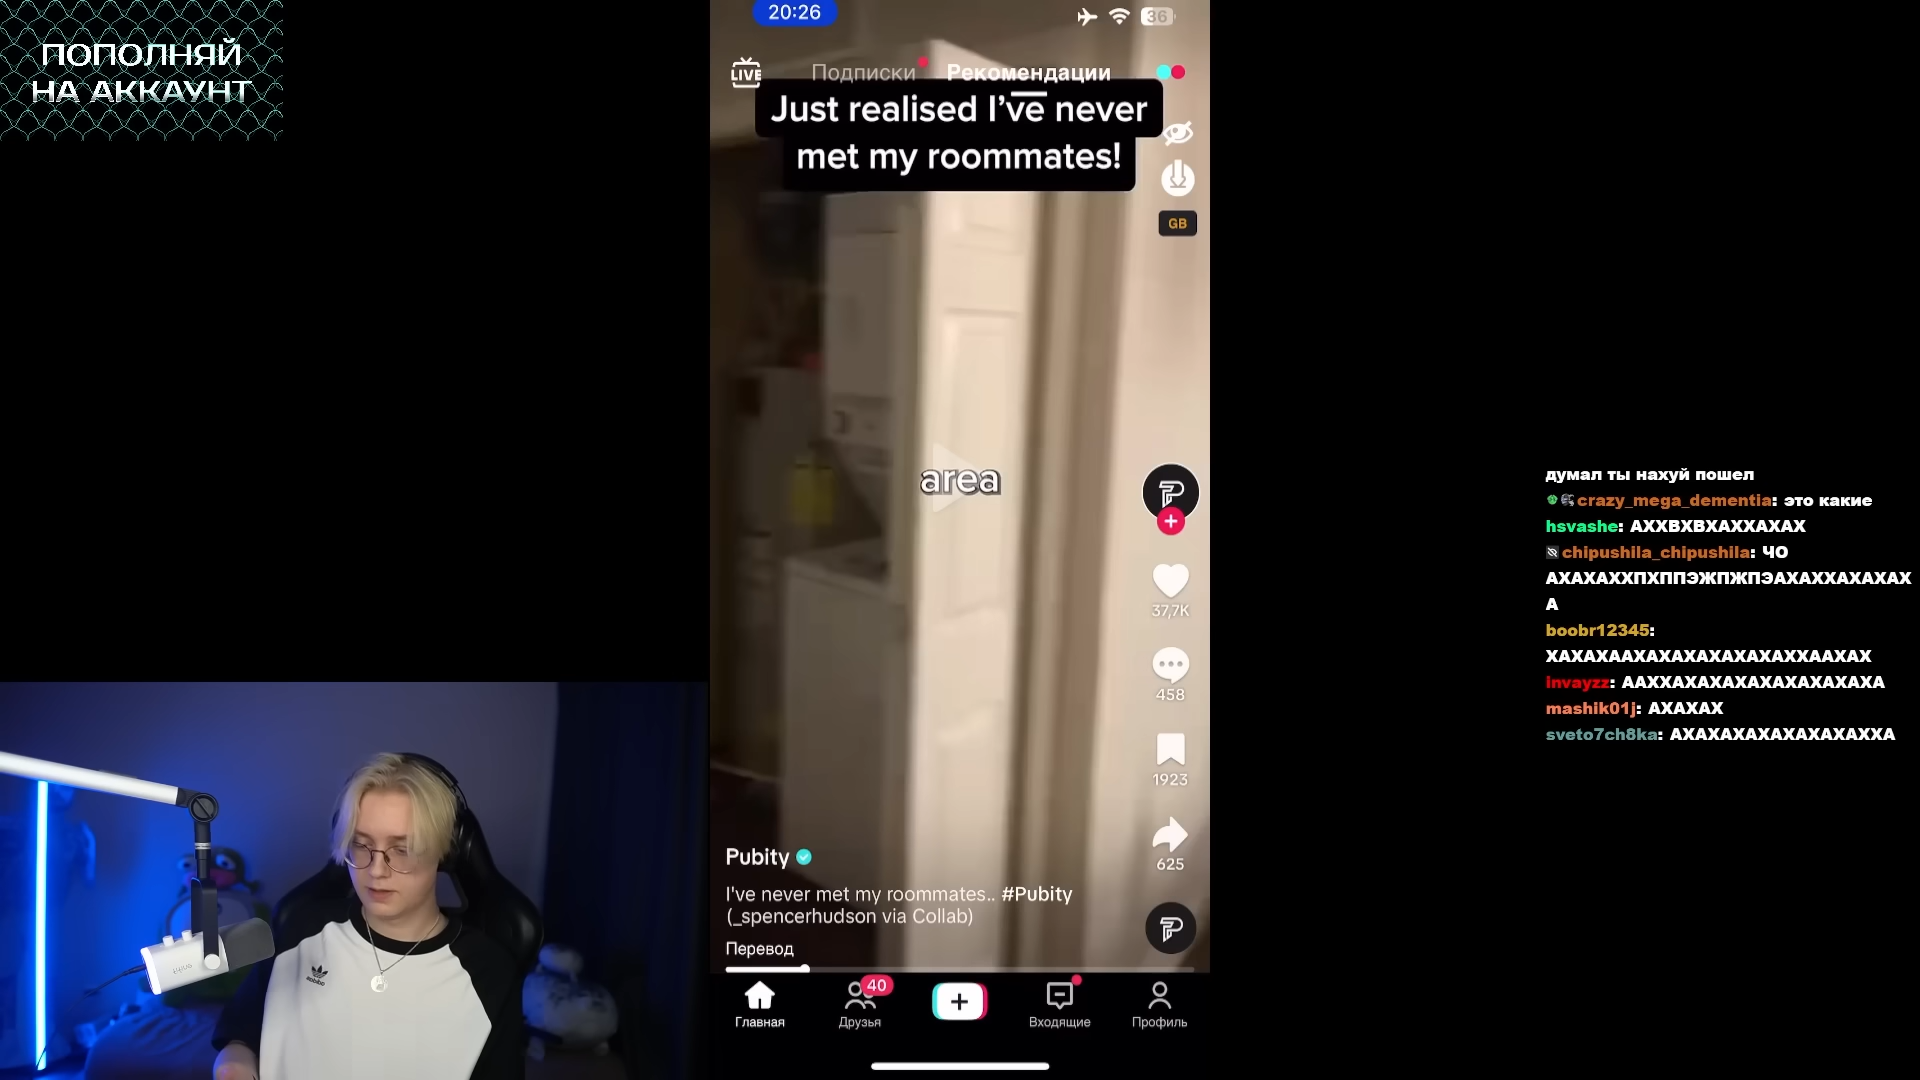 ПОПОЛНЯЙ
НА АККАУНТ
20:26
36
LIVE
Подписки
Рекомендации
Just realised I've never
met my roommates!
GB
area
37,7K
458
1923
625
Pubity
I've never met my roommates.. #Pubity
(_spencerhudson via Collab)
Перевод
40
Главная
Друзья
Входящие
Профиль
думал ты нахуй пошел
crazy_mega_dementia: это какие
hsvashe: АХХВХВХАХХАХАХ
chipushila_chipushila: ЧО
АХАХАХХПХППЭЖПЖПЭАХАХХАХАХАХ
А
boobr12345:
ХАХАХААХАХАХАХАХАХАХХААХАХ
invayzz: ААХХАХАХАХАХАХАХАХАХА
mashik01j: АХАХАХ
sveto7ch8ka: АХАХАХАХАХАХАХАХХА
adidas